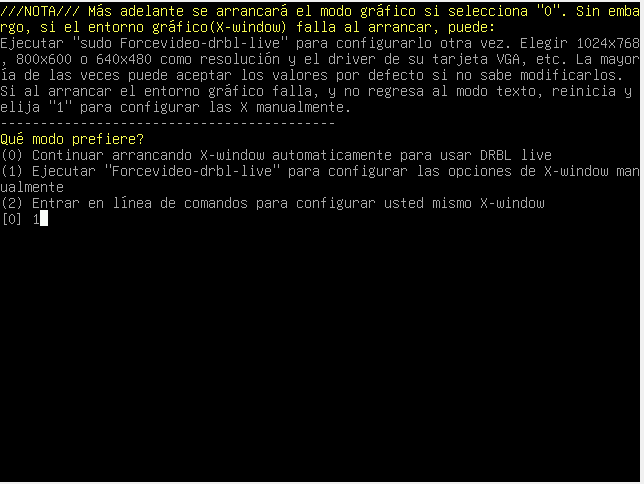 ///NOTA/// Más adelante se arrancará el modo gráfico si selecciona "0". Sin emba
rgo, si el entorno gráfico(X-window) falla al arrancar, puede:
Ejecutar "sudo Forcevideo-drbl-live" para configurarlo otra vez. Elegir 1024x768
, 800x600 o 640x480 como resolución y el driver de su tarjeta VGA, etc. La mayor
ía de las veces puede aceptar los valores por defecto si no sabe modificarlos.
Si al arrancar el entorno gráfico falla, y no regresa al modo texto, reinicia y
elija "1" para configurar las X manualmente.
------------------------------------------
Qué modo prefiere?
(0) Continuar arrancando X-window automaticamente para usar DRBL live
(1) Ejecutar "Forcevideo-drbl-live" para configurar las opciones de X-window man
ualmente
(2) Entrar en línea de comandos para configurar usted mismo X-window
[0] 1